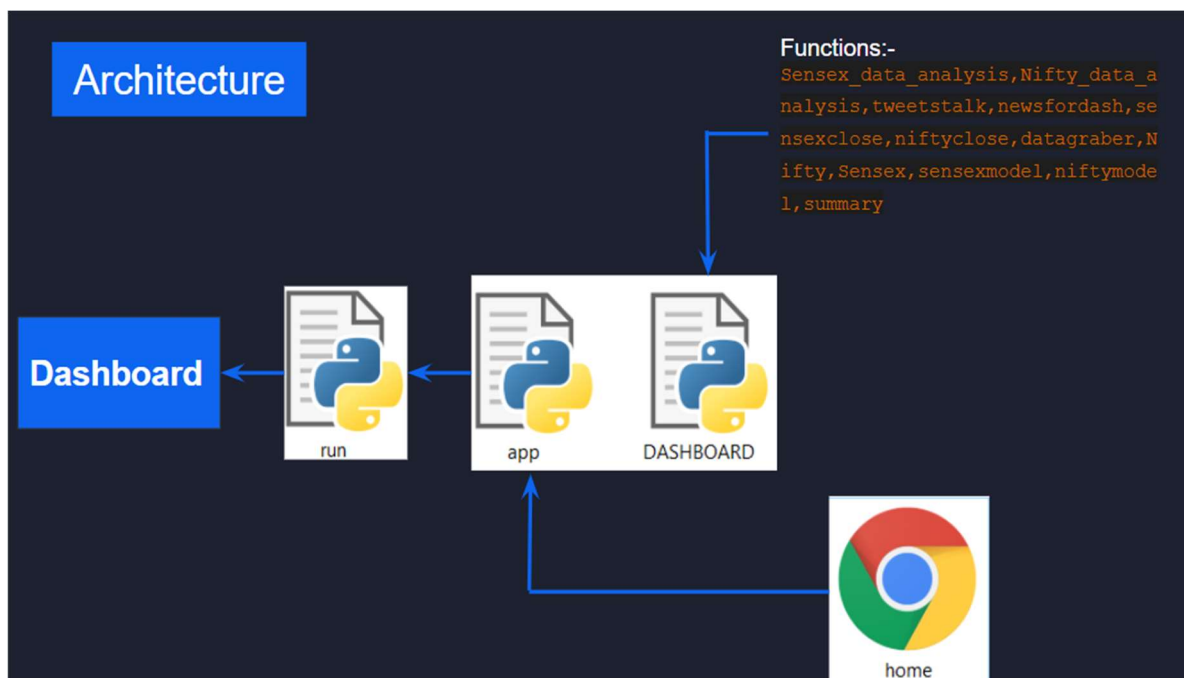 Architecture
Functions:-
Sensex_data_analysis,Nifty_data_a
nalysis,tweetstalk,newsfordash,se
nsexclose,niftyclose,datagraber,N
ifty,Sensex,sensexmodel,niftymode
l,summary
Dashboard
run
app
DASHBOARD
home